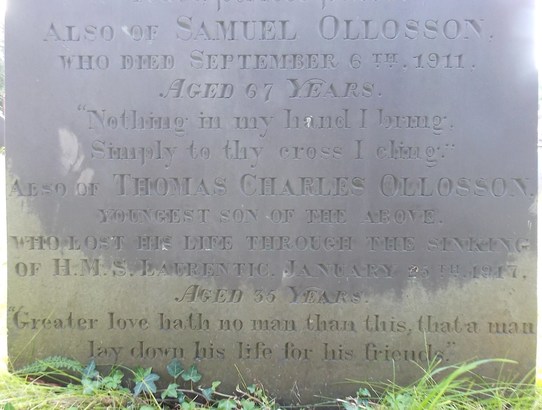 Also of Samuel Ollosson.
who died September 6th. 1911.
Aged 67 Years.
"Nothing in my hand I bring.
Simply to thy cross I cling."
Also of Thomas Charles Ollosson,
youngest son of the above.
who lost his life through the sinking
of H.M.S. Laurentic, January 25th. 1917.
Aged 35 Years.
"Greater love hath no man than this, that a man
lay down his life for his friends."